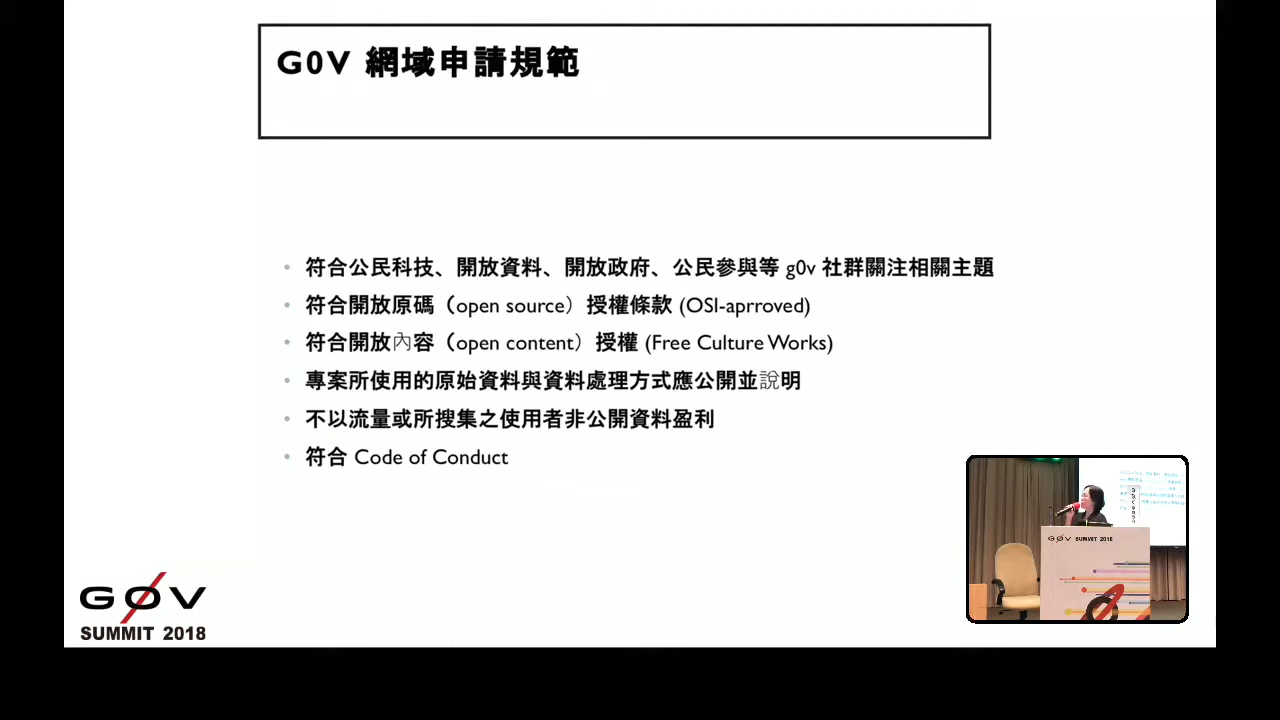 G0V 網域申請規範
• 符合公民科技、開放資料、開放政府、公民參與等 g0v 社群關注相關主題
• 符合開放原碼（open source）授權條款 (OSI-aprroved)
• 符合開放內容（open content）授權 (Free Culture Works)
• 專案所使用的原始資料與資料處理方式應公開並說明
• 不以流量或所搜集之使用者非公開資料盈利
• 符合 Code of Conduct
GØV SUMMIT 2018
GØV
SUMMIT 2018